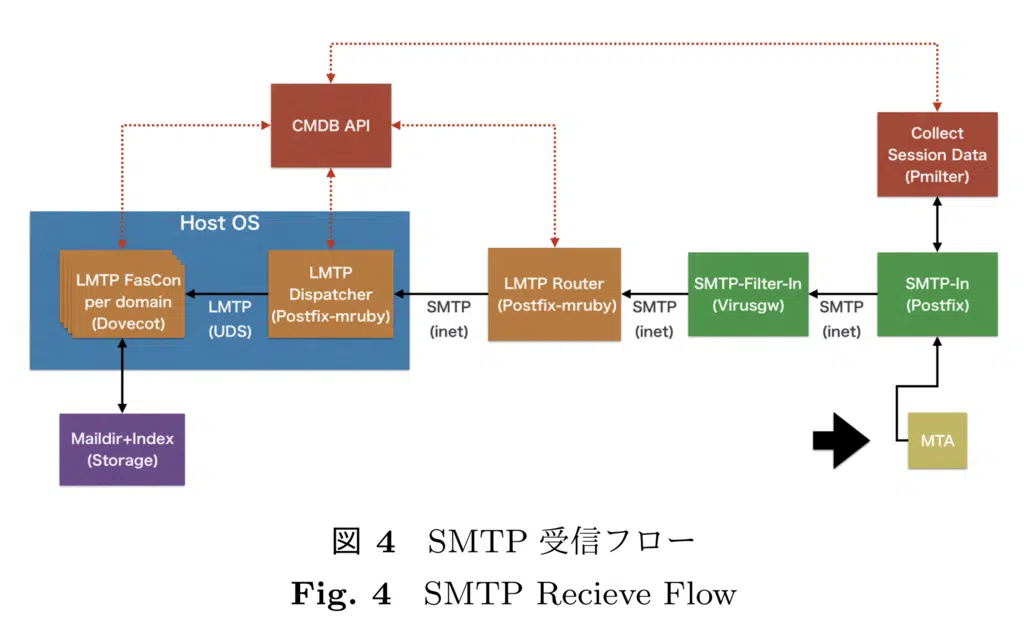 CMDB API
Collect
Session Data
(Pmilter)
Host OS
LMTP FasCon
per domain
(Dovecot)
LMTP
(UDS)
LMTP
Dispatcher
(Postfix-mruby)
SMTP
(inet)
LMTP Router
(Postfix-mruby)
SMTP
(inet)
SMTP-Filter-In
(Virusgw)
SMTP
(inet)
SMTP-In
(Postfix)
Maildir+Index
(Storage)
MTA
図 4 SMTP 受信フロー
Fig. 4 SMTP Recieve Flow